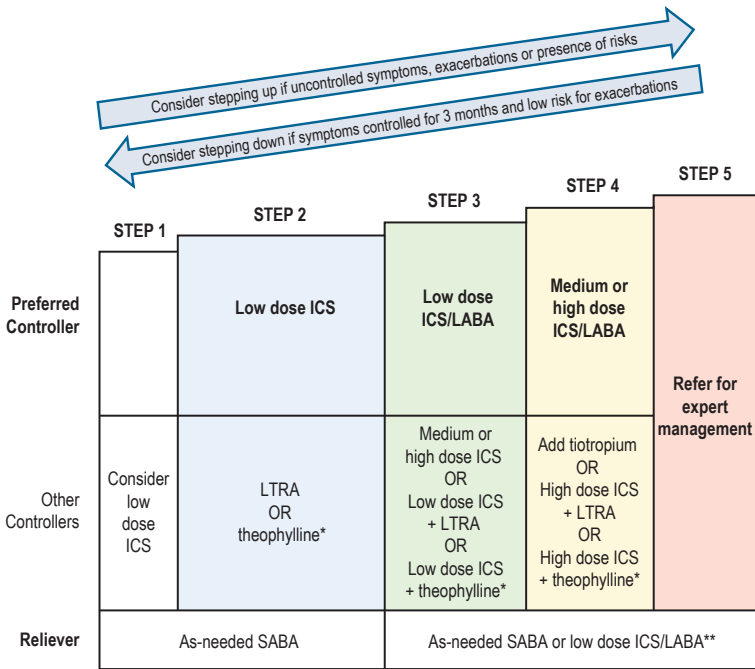 Consider stepping up if uncontrolled symptoms, exacerbations or presence of risks
Consider stepping down if symptoms controlled for 3 months and low risk for exacerbations
STEP 1
STEP 2
STEP 3
STEP 4
STEP 5
Preferred
Controller
Low dose ICS
Low dose
ICS/LABA
Medium or
high dose
ICS/LABA
Refer for
expert
management
Other
Controllers
Consider
low
dose
ICS
LTRA
OR
theophylline*
Medium or
high dose ICS
OR
Low dose ICS
+ LTRA
OR
Low dose ICS
+ theophylline*
Add tiotropium
OR
High dose ICS
+ LTRA
OR
High dose ICS
+ theophylline*
Reliever
As-needed SABA
As-needed SABA or low dose ICS/LABA**